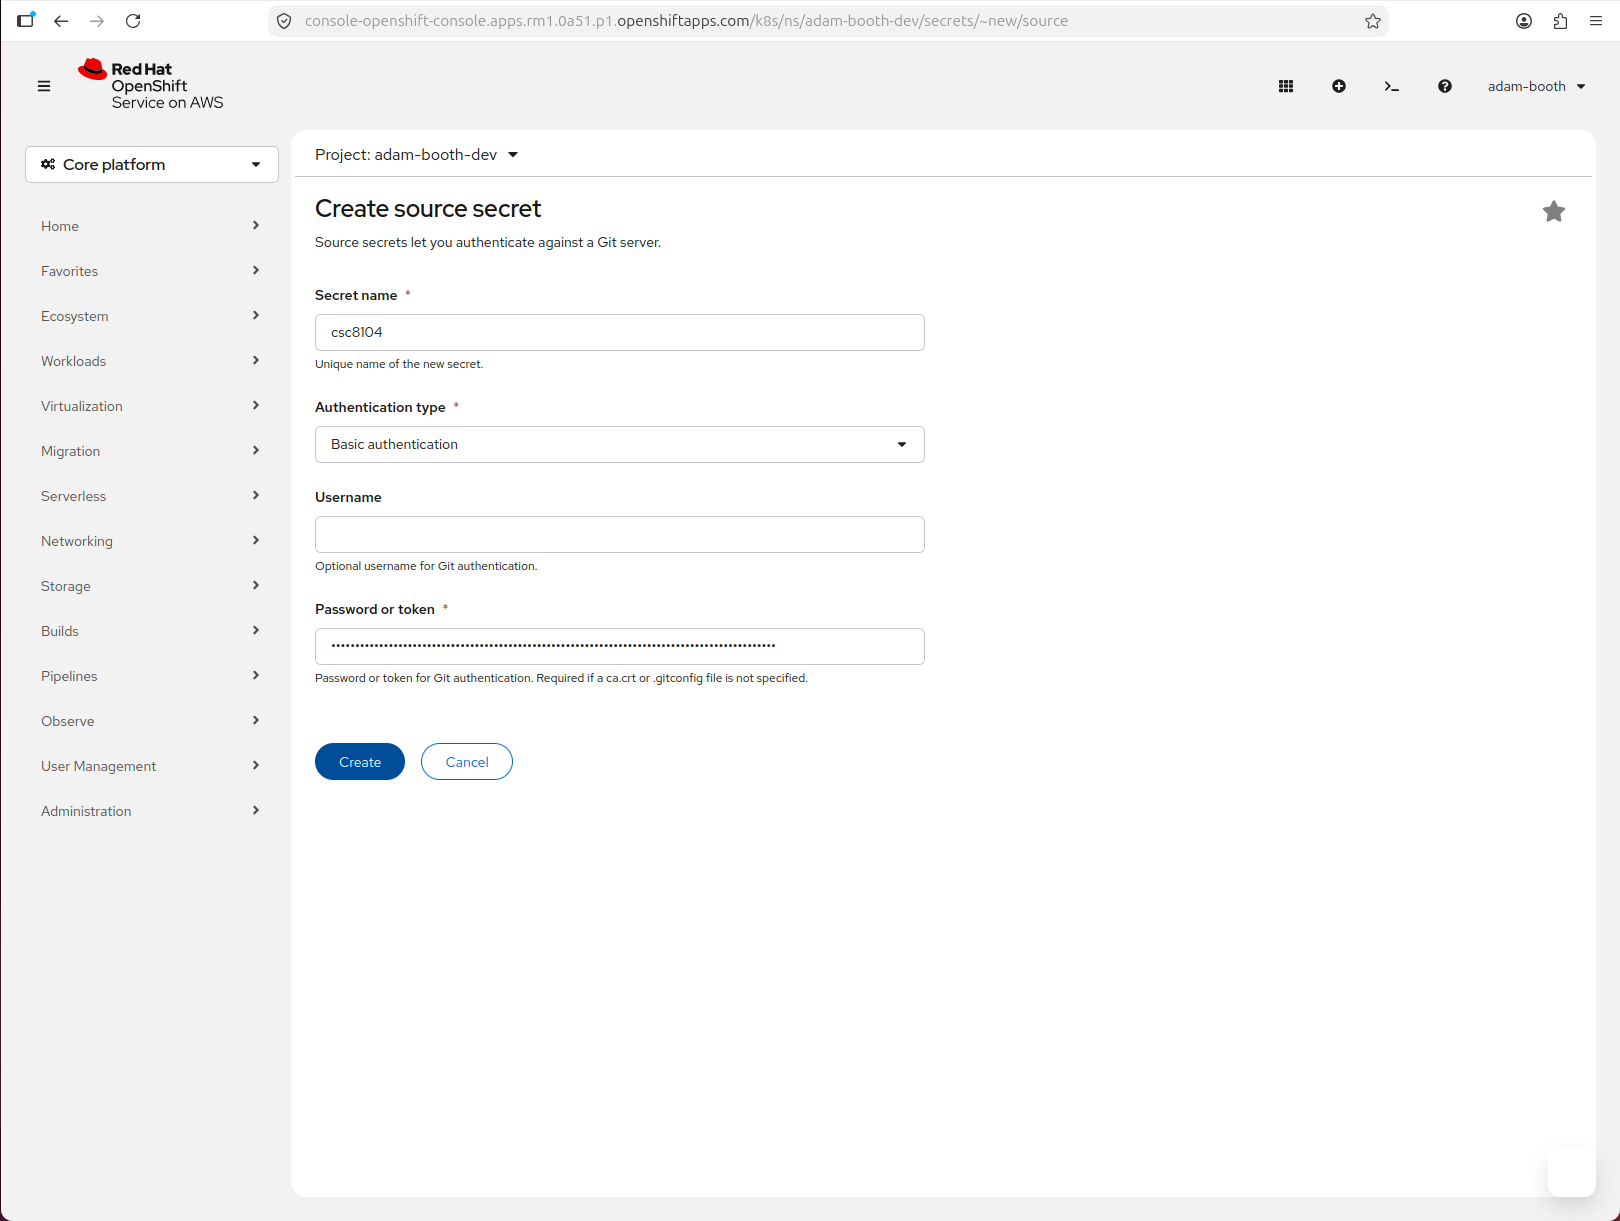 console-openshift-console.apps.rm1.0a51.p1.openshiftapps.com/k8s/ns/adam-booth-dev/secrets/~new/source
Red Hat
OpenShift
Service on AWS
adam-booth
Core platform
Home
Favorites
Ecosystem
Workloads
Virtualization
Migration
Serverless
Networking
Storage
Builds
Pipelines
Observe
User Management
Administration
Project: adam-booth-dev
Create source secret
Source secrets let you authenticate against a Git server.
Secret name *
csc8104
Unique name of the new secret.
Authentication type *
Basic authentication
Username
Optional username for Git authentication.
Password or token *
Password or token for Git authentication. Required if a ca.crt or .gitconfig file is not specified.
Create
Cancel